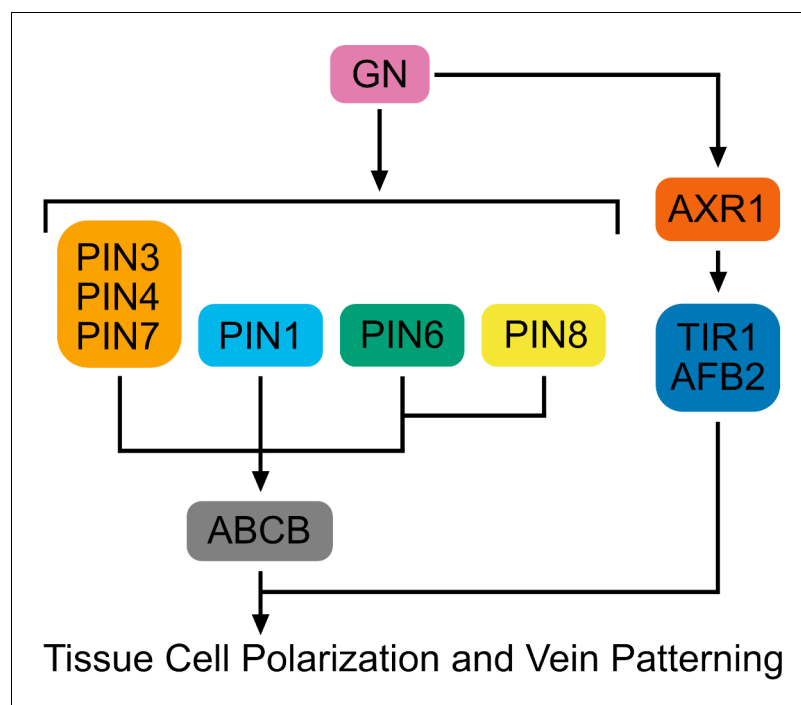 GN
AXR1
PIN3
PIN4
PIN7
PIN1
PIN6
PIN8
TIR1
AFB2
ABCB
Tissue Cell Polarization and Vein Patterning